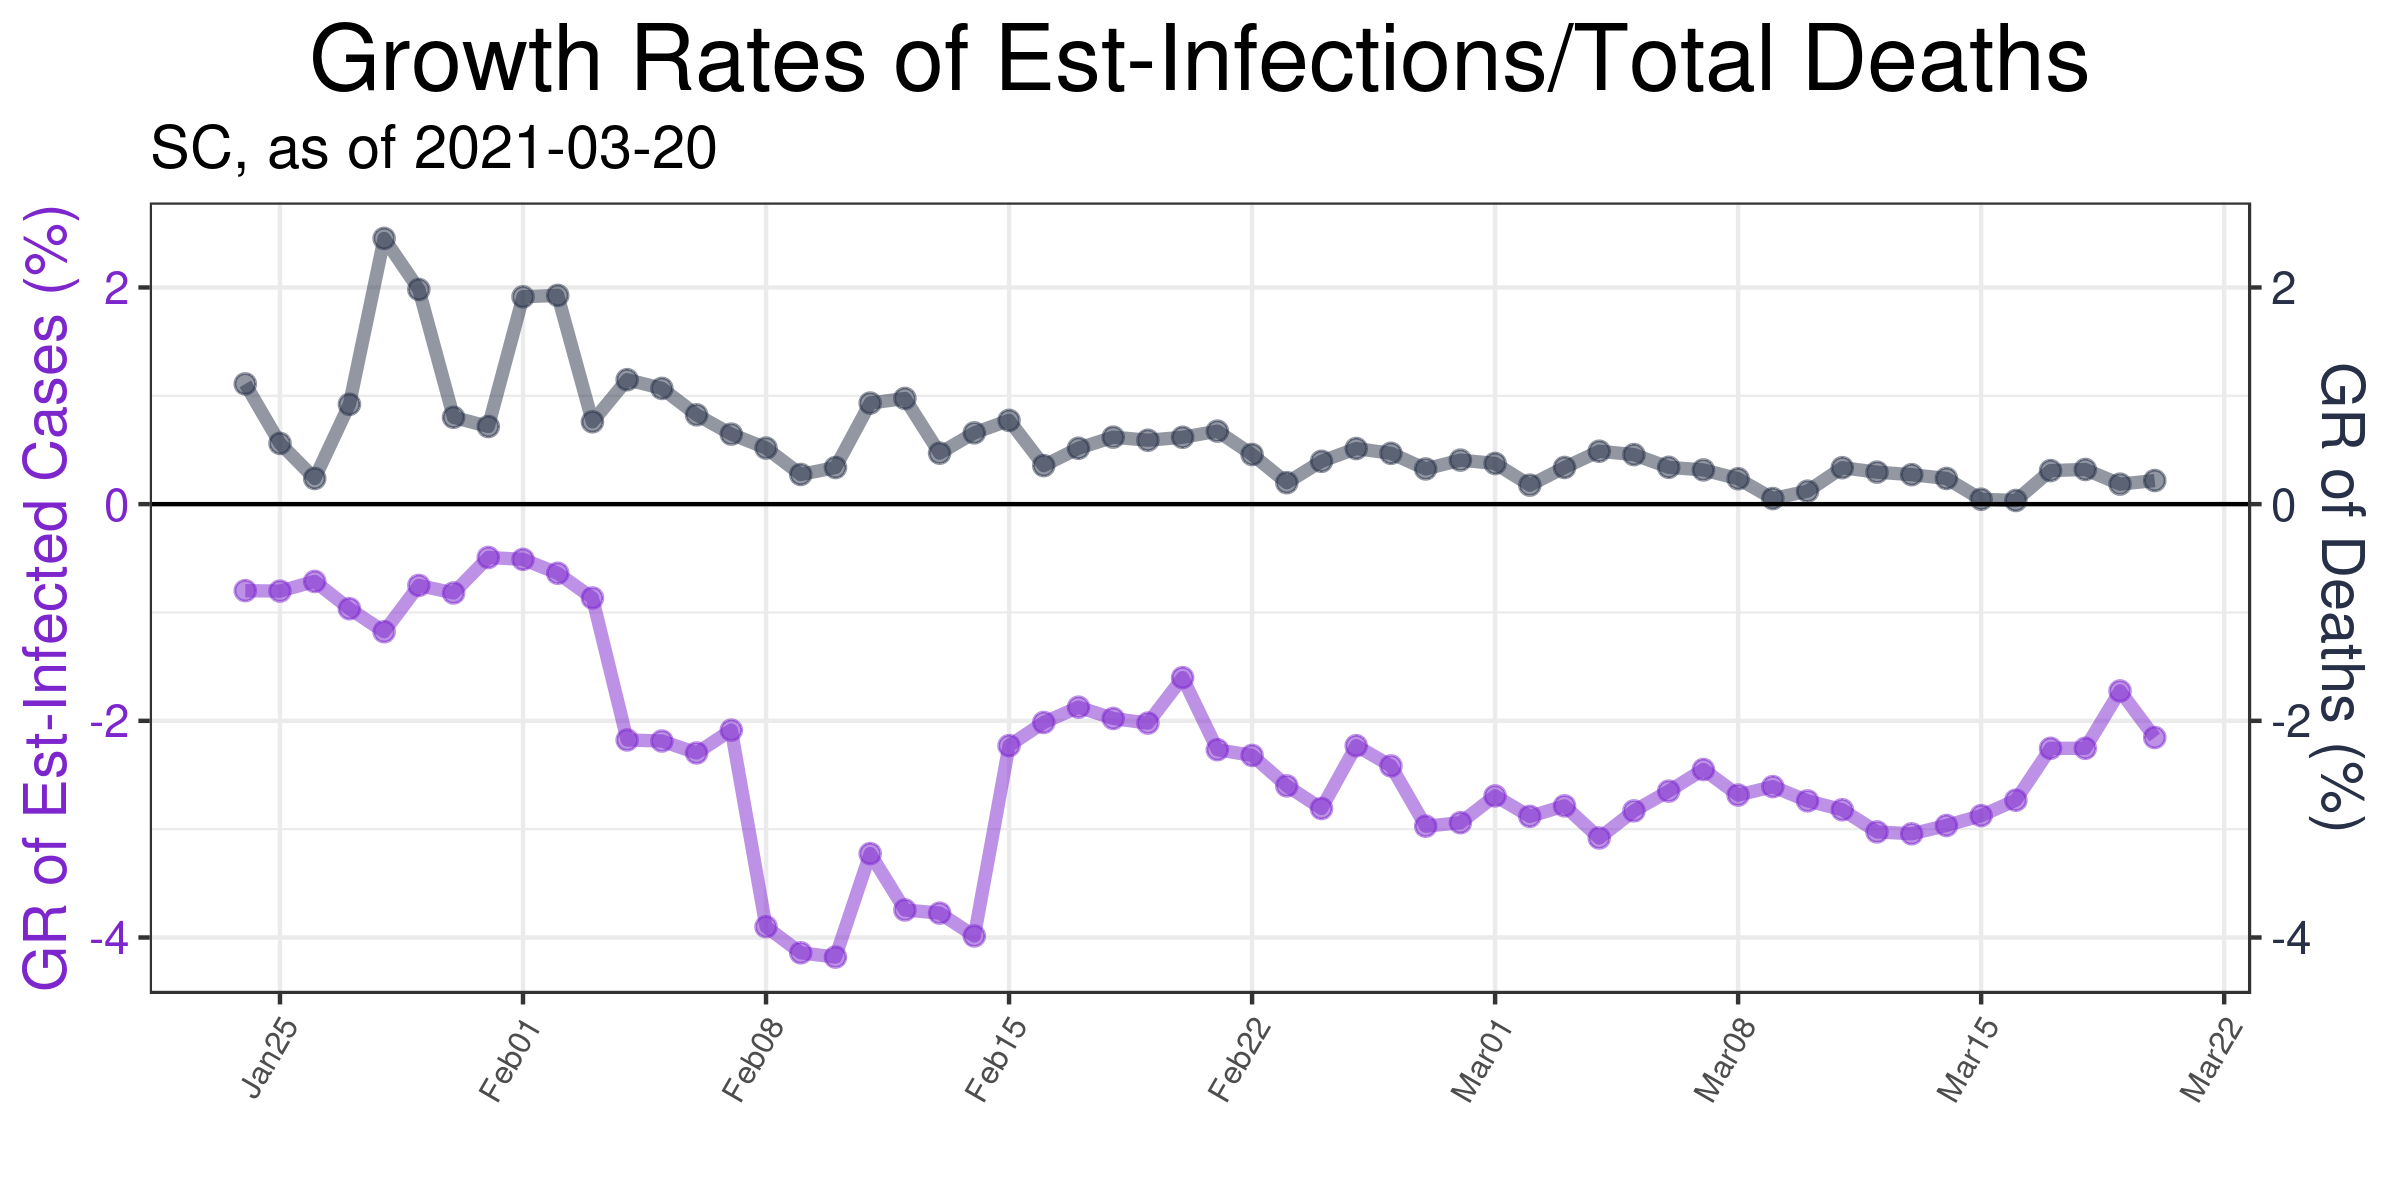 Growth Rates of Est-Infections/Total Deaths
SC, as of 2021-03-20
GR of Est-Infected Cases (%)
2
0
-2
-4
2
0
-2
-4
GR of Deaths (%)
Jan25
Feb01
Feb08
Feb15
Feb22
Mar01
Mar08
Mar15
Mar22